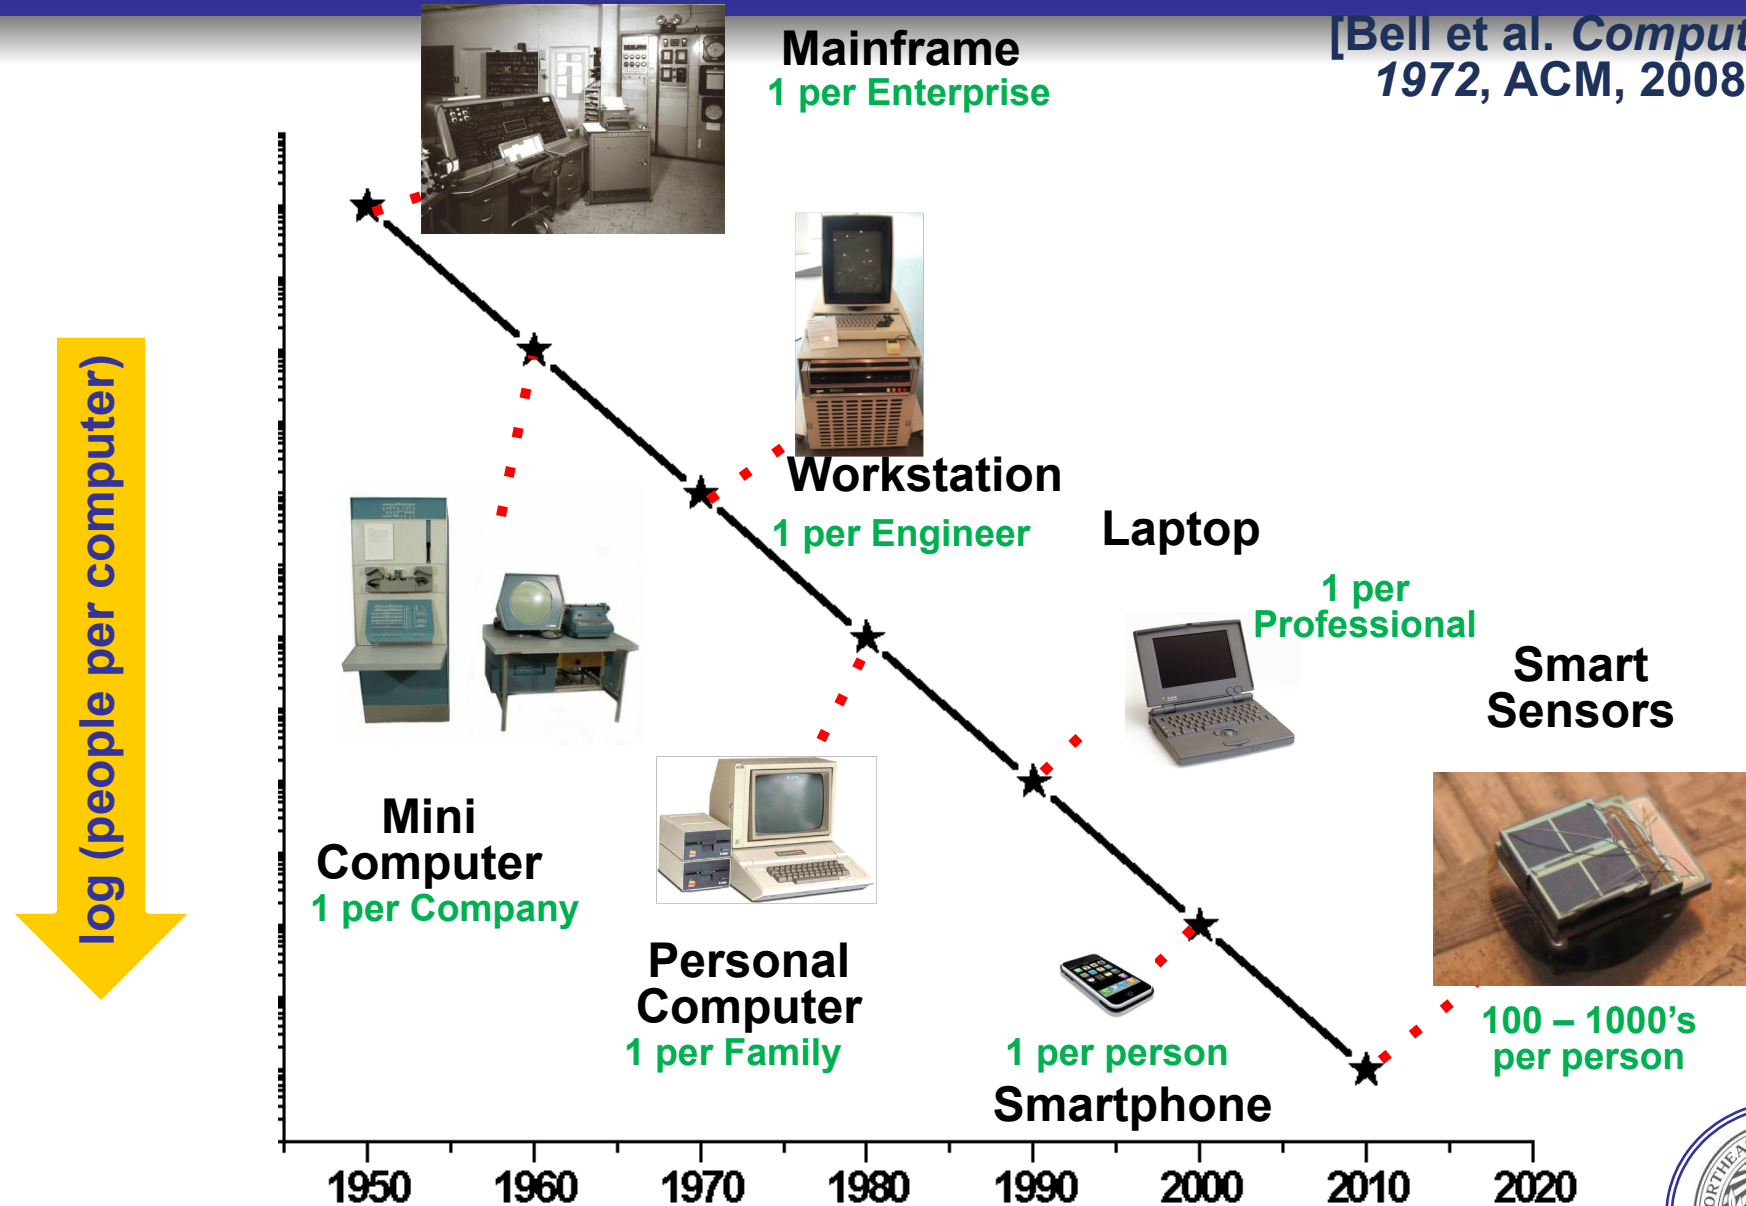 Mainframe
1 per Enterprise
[Bell et al. Comput
1972, ACM, 2008
log (people per computer)
Workstation
1 per Engineer
Laptop
1 per
Professional
Smart
Sensors
Mini
Computer
1 per Company
Personal
Computer
1 per Family
1 per person
Smartphone
100 – 1000's
per person
1950 1960 1970 1980 1990 2000 2010 2020